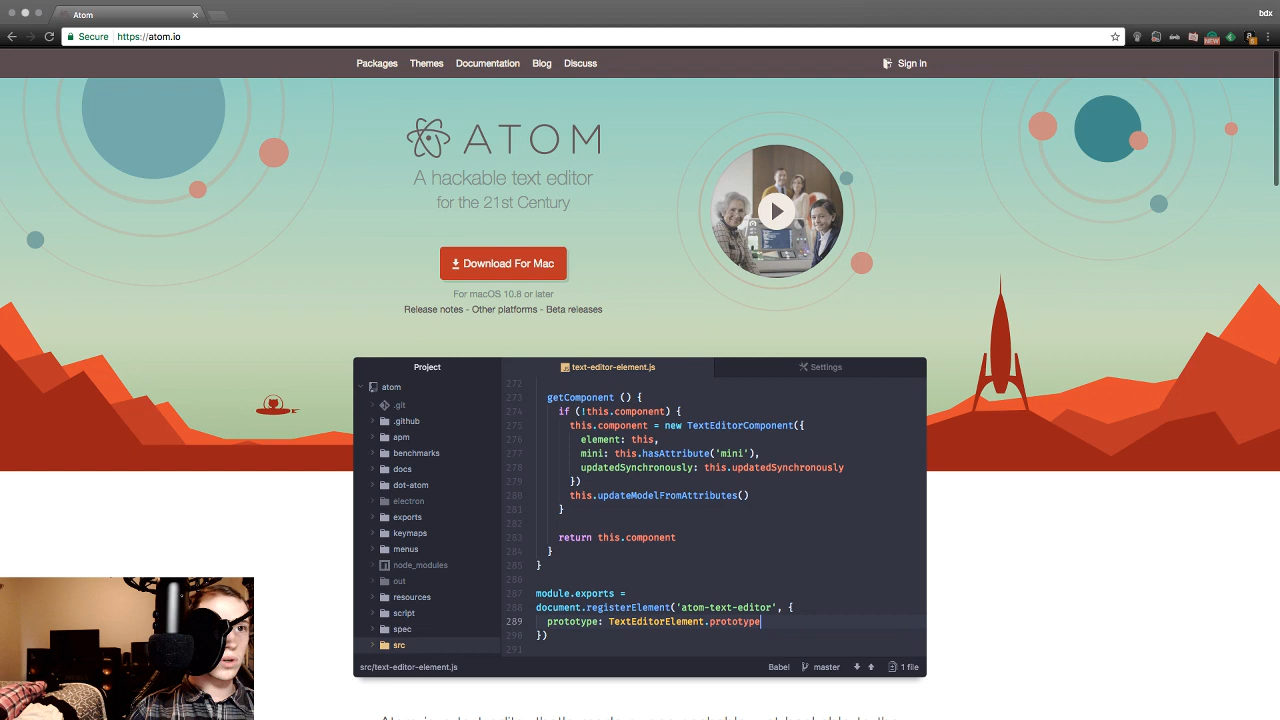 Atom
bdx
Secure https://atom.io
Packages Themes Documentation Blog Discuss Sign in
ATOM
A hackable text editor
for the 21st Century
Download For Mac
For macOS 10.8 or later
Release notes - Other platforms - Beta releases
Project
atom
.git
.github
apm
benchmarks
docs
dot-atom
electron
exports
keymaps
menus
node_modules
out
resources
script
spec
src
text-editor-element.js Settings
272
273 getComponent () {
274 if (!this.component) {
275 this.component = new TextEditorComponent({
276 element: this,
277 mini: this.hasAttribute('mini'),
278 updatedSynchronously: this.updatedSynchronously
279 })
280 this.updateModelFromAttributes()
281 }
282
283 return this.component
284 }
285 }
286
287 module.exports =
288 document.registerElement('atom-text-editor', {
289 prototype: TextEditorElement.prototype
290 })
291
src/text-editor-element.js Babel master 1 file
NEW